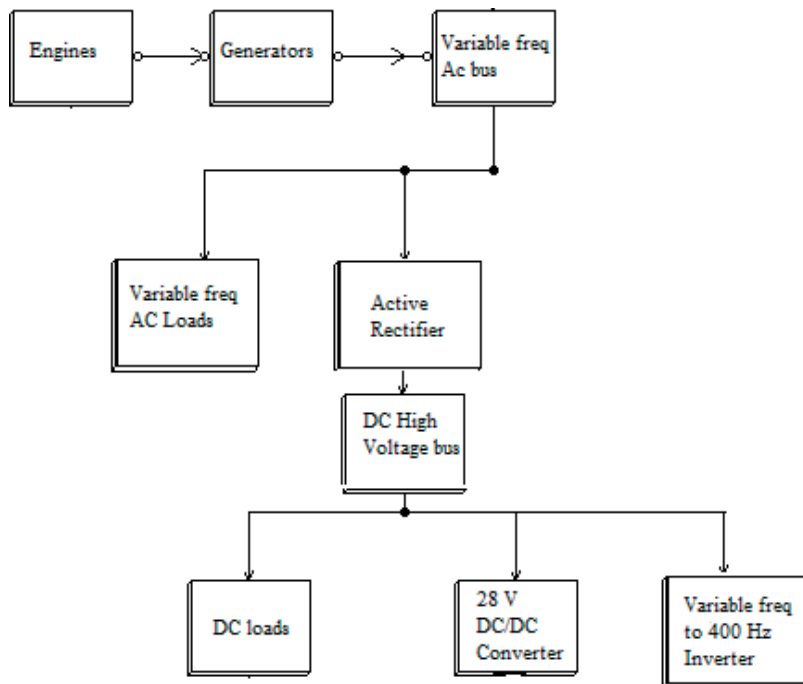 Engines
Generators
Variable freq
Ac bus
Variable freq
AC Loads
Active
Rectifier
DC High
Voltage bus
DC loads
28 V
DC/DC
Converter
Variable freq
to 400 Hz
Inverter